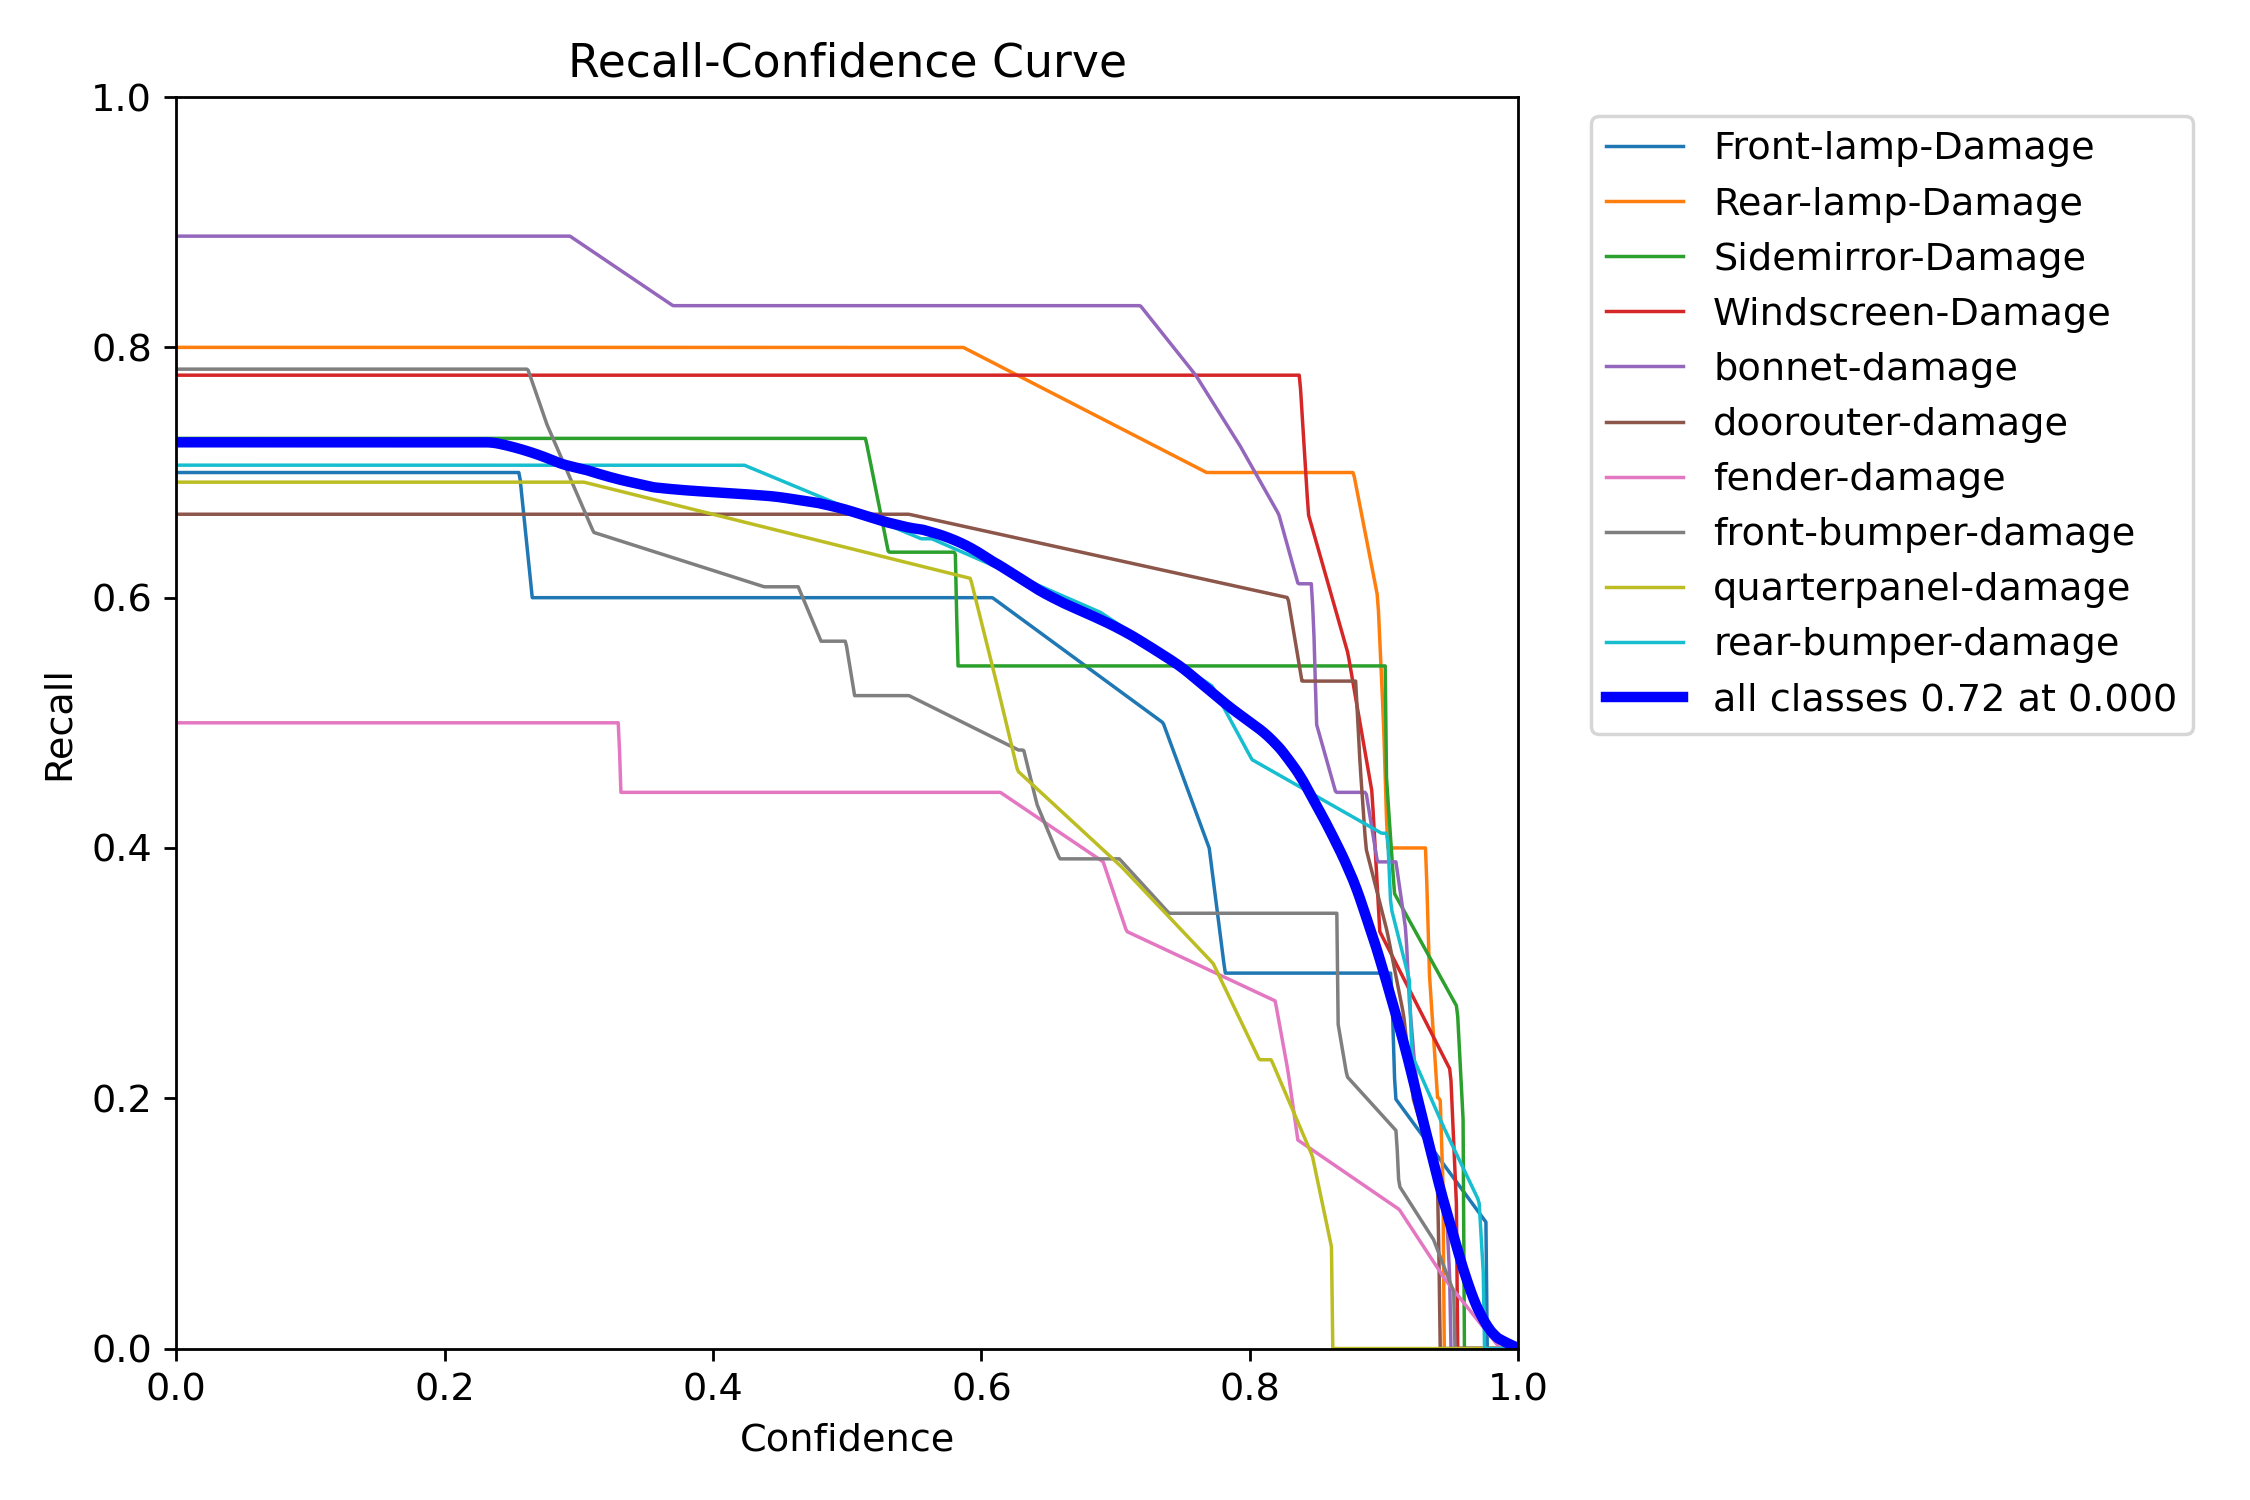 Recall-Confidence Curve
1.0
0.8
0.6
0.4
0.2
0.0
Recall
0.0 0.2 0.4 0.6 0.8 1.0
Confidence
Front-lamp-Damage
Rear-lamp-Damage
Sidemirror-Damage
Windscreen-Damage
bonnet-damage
doorouter-damage
fender-damage
front-bumper-damage
quarterpanel-damage
rear-bumper-damage
all classes 0.72 at 0.000